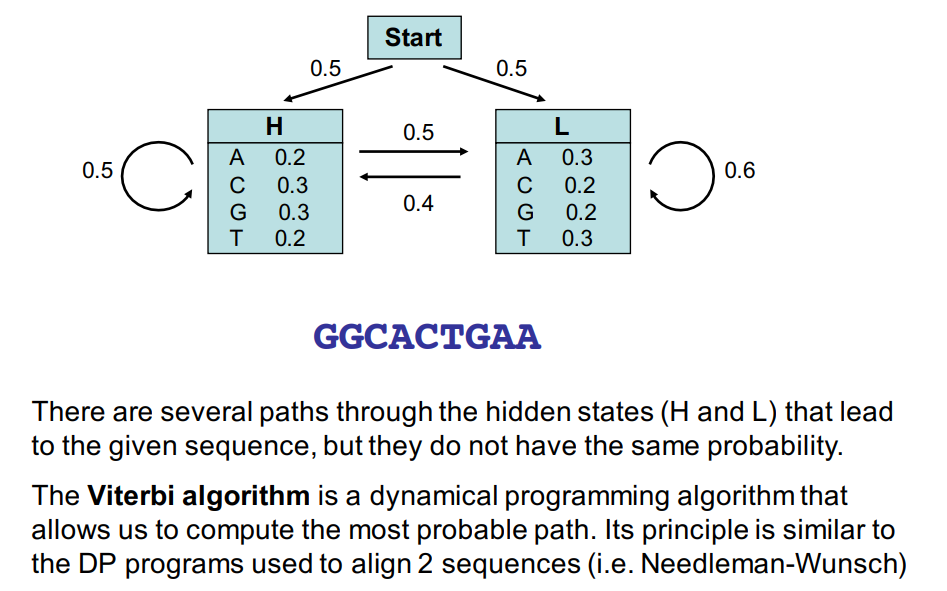 Start
0.5
0.5
H
A 0.2
C 0.3
G 0.3
T 0.2
0.5
0.5
0.4
L
A 0.3
C 0.2
G 0.2
T 0.3
0.6
GGCACTGAA
There are several paths through the hidden states (H and L) that lead
to the given sequence, but they do not have the same probability.
The Viterbi algorithm is a dynamical programming algorithm that
allows us to compute the most probable path. Its principle is similar to
the DP programs used to align 2 sequences (i.e. Needleman-Wunsch)